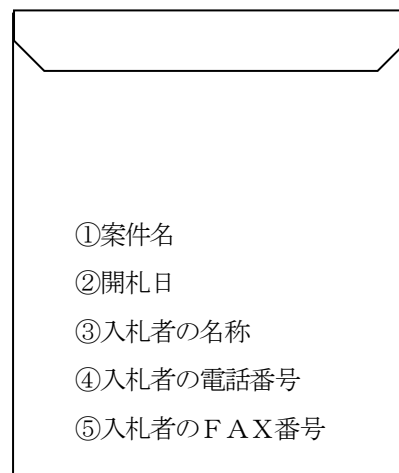 ①案件名
②開札日
③入札者の名称
④入札者の電話番号
⑤入札者のＦＡＸ番号